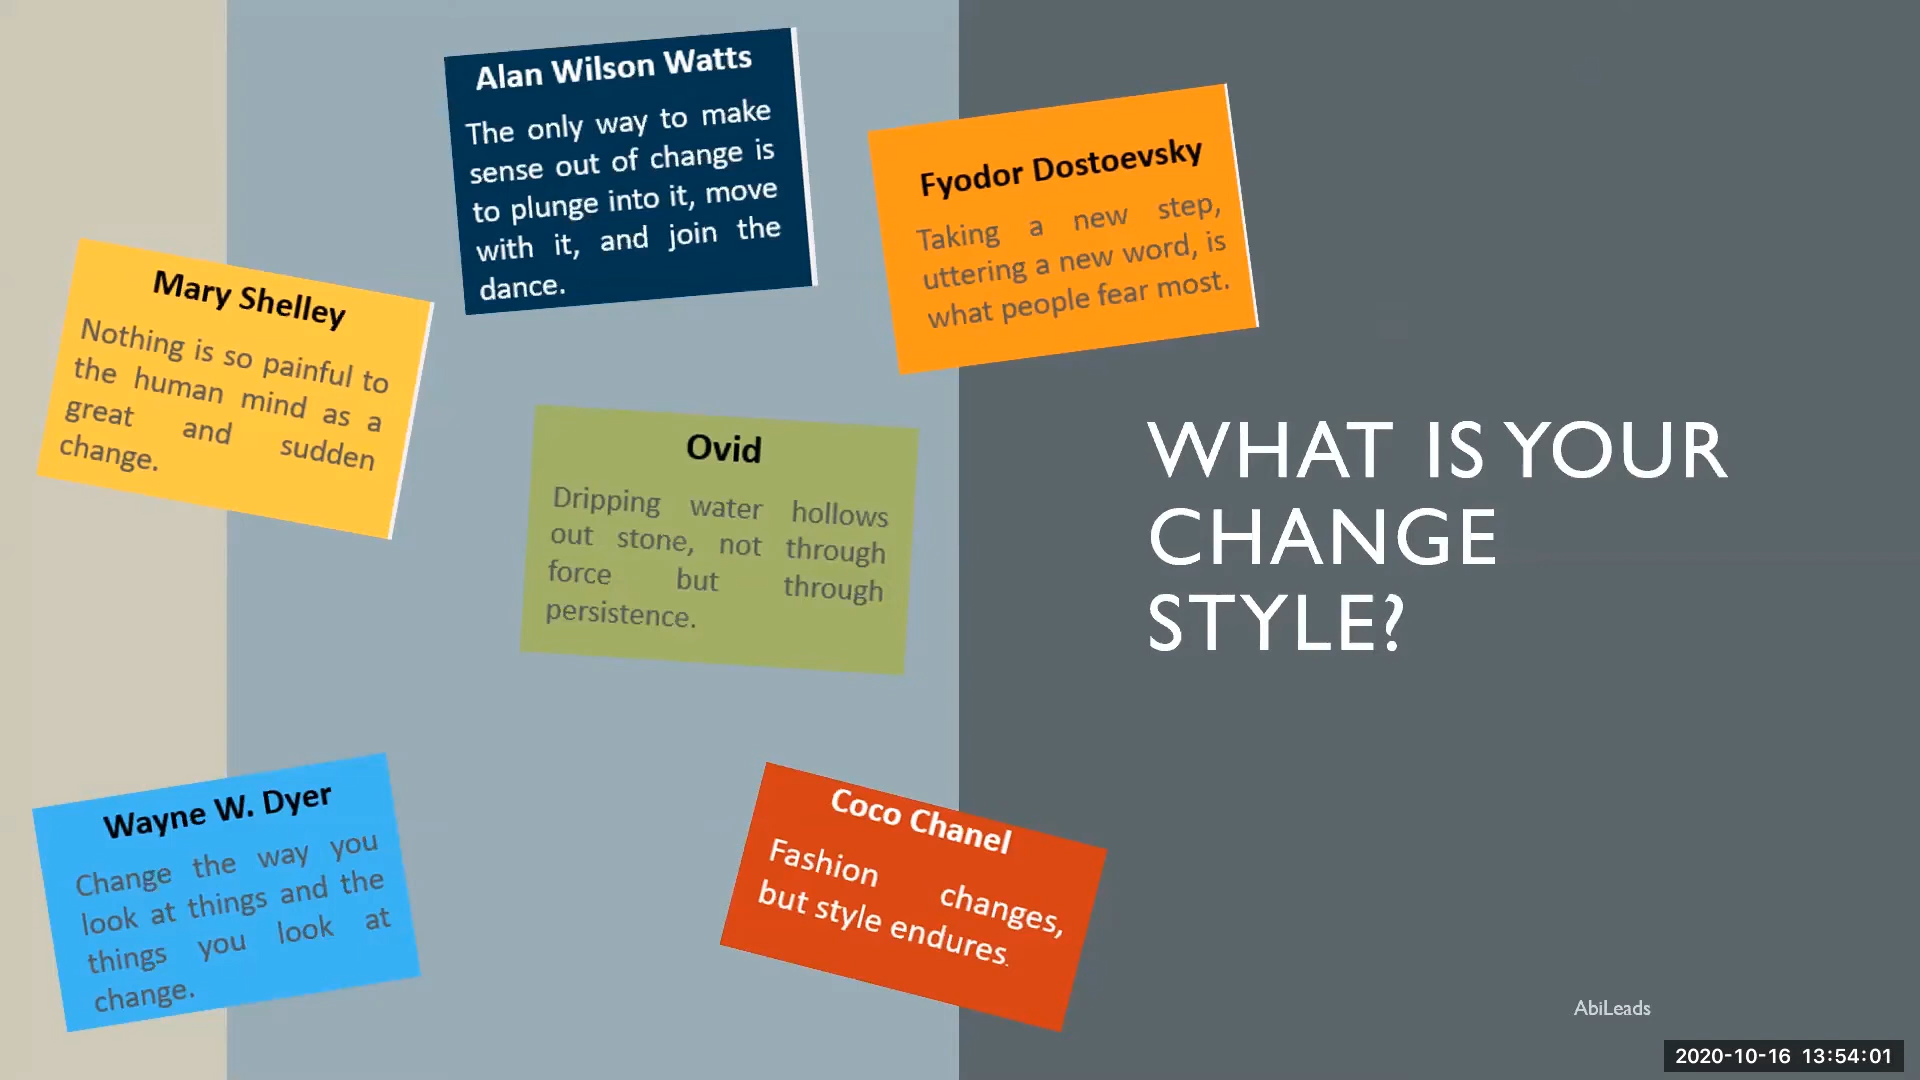 Alan Wilson Watts
The only way to make
sense out of change is
to plunge into it, move
with it, and join the
dance.
Fyodor Dostoevsky
Taking a new step,
uttering a new word, is
what people fear most.
Mary Shelley
Nothing is so painful to
the human mind as a
great and sudden
change.
Ovid
Dripping water hollows
out stone, not through
force but through
persistence.
WHAT IS YOUR
CHANGE
STYLE?
Wayne W. Dyer
Change the way you
look at things and the
things you look at
change.
Coco Chanel
Fashion changes,
but style endures.
AbiLeads
2020-10-16 13:54:01